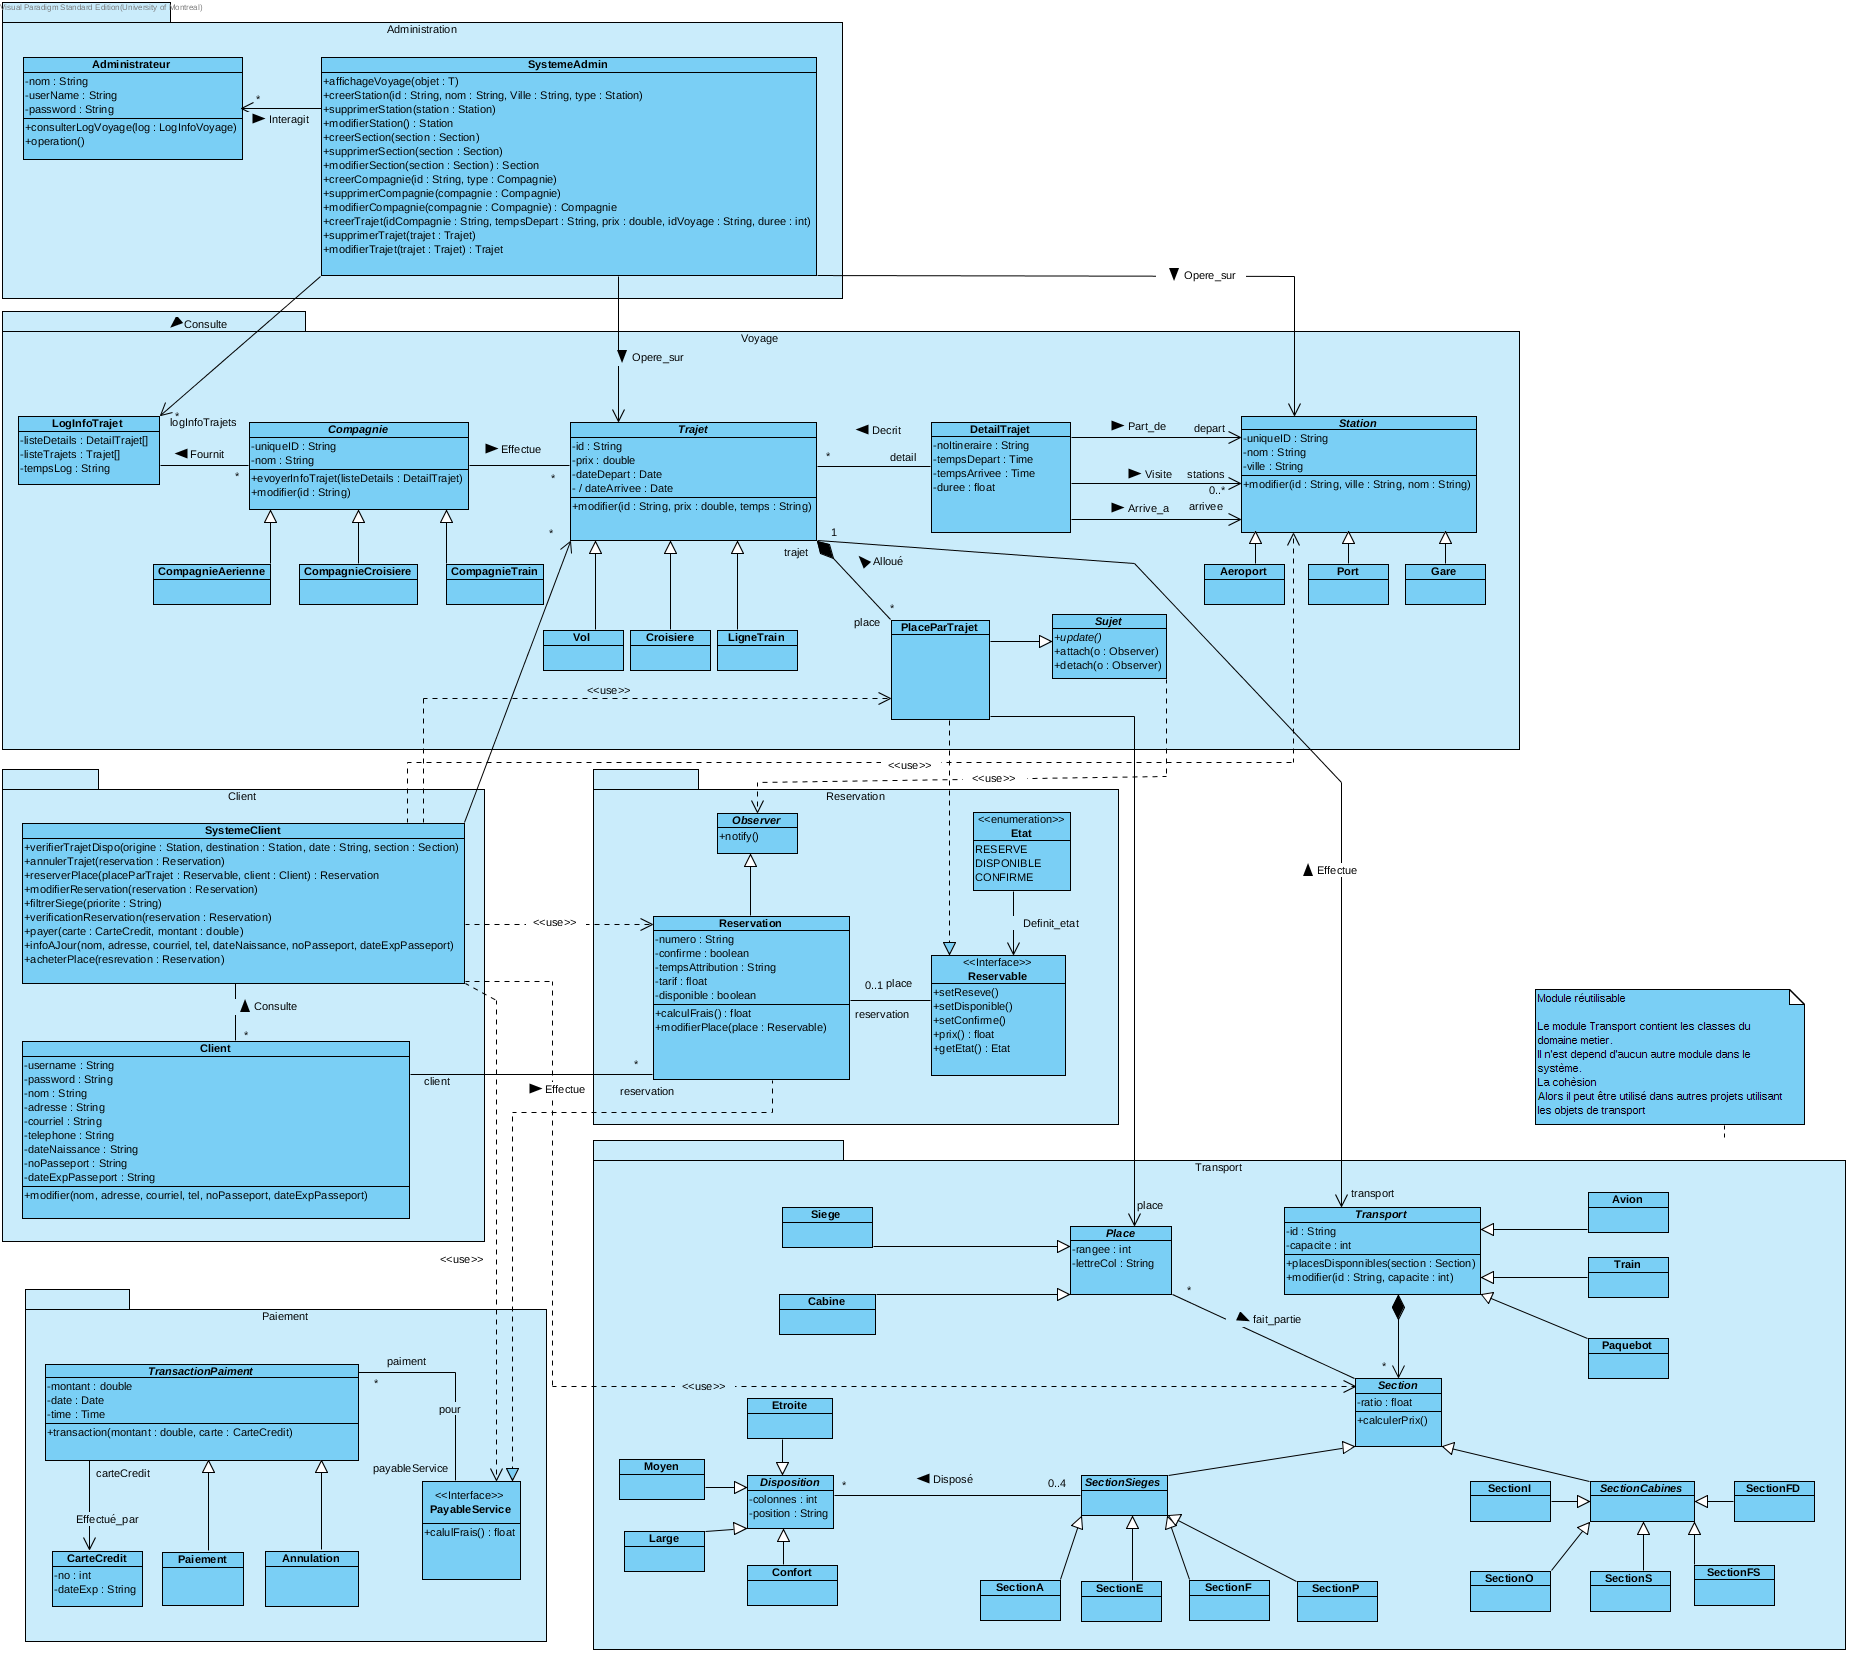 Visual Paradigm Standard Edition(University of Montreal)
Administration
Administrateur
-nom : String
-userName : String
-password : String
+consulterLogVoyage(log : LogInfoVoyage)
+operation()
*
Interagit
SystemeAdmin
+affichageVoyage(objet : T)
+creerStation(id : String, nom : String, Ville : String, type : Station)
+supprimerStation(station : Station)
+modifierStation() : Station
+creerSection(section : Section)
+supprimerSection(section : Section)
+modifierSection(section : Section) : Section
+creerCompagnie(id : String, type : Compagnie)
+supprimerCompagnie(compagnie : Compagnie)
+modifierCompagnie(compagnie : Compagnie) : Compagnie
+creerTrajet(idCompagnie : String, tempsDepart : String, prix : double, idVoyage : String, duree : int)
+supprimerTrajet(trajet : Trajet)
+modifierTrajet(trajet : Trajet) : Trajet
Opere_sur
Consulte
Voyage
Opere_sur
LogInfoTrajet
-listeDetails : DetailTrajet[]
-listeTrajets : Trajet[]
-tempsLog : String
*
logInfoTrajets
Fournit
*
Compagnie
-uniqueID : String
-nom : String
+evoyerInfoTrajet(listeDetails : DetailTrajet)
+modifier(id : String)
Effectue
*
*
Trajet
-id : String
-prix : double
-dateDepart : Date
- / dateArrivee : Date
+modifier(id : String, prix : double, temps : String)
Decrit
*
detail
DetailTrajet
-noItineraire : String
-tempsDepart : Time
-tempsArrivee : Time
-duree : float
Part_de
depart
Visite
stations
0..*
Arrive_a
arrivee
Station
-uniqueID : String
-nom : String
-ville : String
+modifier(id : String, ville : String, nom : String)
1
trajet
Alloué
*
place
CompagnieAerienne
CompagnieCroisiere
CompagnieTrain
Aeroport
Port
Gare
Vol
Croisiere
LigneTrain
PlaceParTrajet
Sujet
+update()
+attach(o : Observer)
+detach(o : Observer)
<<use>>
<<use>>
<<use>>
Client
SystemeClient
+verifierTrajetDispo(origine : Station, destination : Station, date : String, section : Section)
+annulerTrajet(reservation : Reservation)
+reserverPlace(placeParTrajet : Reservable, client : Client) : Reservation
+modifierReservation(reservation : Reservation)
+filtrerSiege(priorite : String)
+verificationReservation(reservation : Reservation)
+payer(carte : CarteCredit, montant : double)
+infoAJour(nom, adresse, courriel, tel, dateNaissance, noPasseport, dateExpPasseport)
+acheterPlace(resrevation : Reservation)
<<use>>
Consulte
*
Client
-username : String
-password : String
-nom : String
-adresse : String
-courriel : String
-telephone : String
-dateNaissance : String
-noPasseport : String
-dateExpPasseport : String
+modifier(nom, adresse, courriel, tel, noPasseport, dateExpPasseport)
client
Effectue
*
reservation
Reservation
Observer
+notify()
<<enumeration>>
Etat
RESERVE
DISPONIBLE
CONFIRME
Definit_etat
Reservation
-numero : String
-confirme : boolean
-tempsAttribution : String
-tarif : float
-disponible : boolean
+calculFrais() : float
+modifierPlace(place : Reservable)
0..1
place
reservation
<<Interface>>
Reservable
+setReseve()
+setDisponible()
+setConfirme()
+prix() : float
+getEtat() : Etat
Effectue
Module réutilisable
Le module Transport contient les classes du
domaine metier.
Il n'est depend d'aucun autre module dans le
système.
La cohésion
Alors il peut être utilisé dans autres projets utilisant
les objets de transport
<<use>>
Paiement
TransactionPaiment
-montant : double
-date : Date
-time : Time
+transaction(montant : double, carte : CarteCredit)
paiment
*
pour
payableService
carteCredit
Effectué_par
CarteCredit
-no : int
-dateExp : String
Paiement
Annulation
<<Interface>>
PayableService
+calulFrais() : float
Transport
Siege
Cabine
place
Place
-rangee : int
-lettreCol : String
*
fait_partie
transport
Transport
-id : String
-capacite : int
+placesDisponnibles(section : Section)
+modifier(id : String, capacite : int)
Avion
Train
Paquebot
*
<<use>>
Section
-ratio : float
+calculerPrix()
Etroite
Moyen
Large
Confort
Disposition
-colonnes : int
-position : String
*
Disposé
0..4
SectionSieges
SectionA
SectionE
SectionF
SectionP
SectionCabines
SectionI
SectionFD
SectionO
SectionS
SectionFS